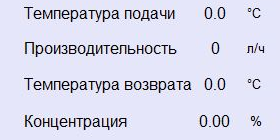 Температура подачи 0.0 °C
Производительность 0 л/ч
Температура возврата 0.0 °C
Концентрация 0.00 %